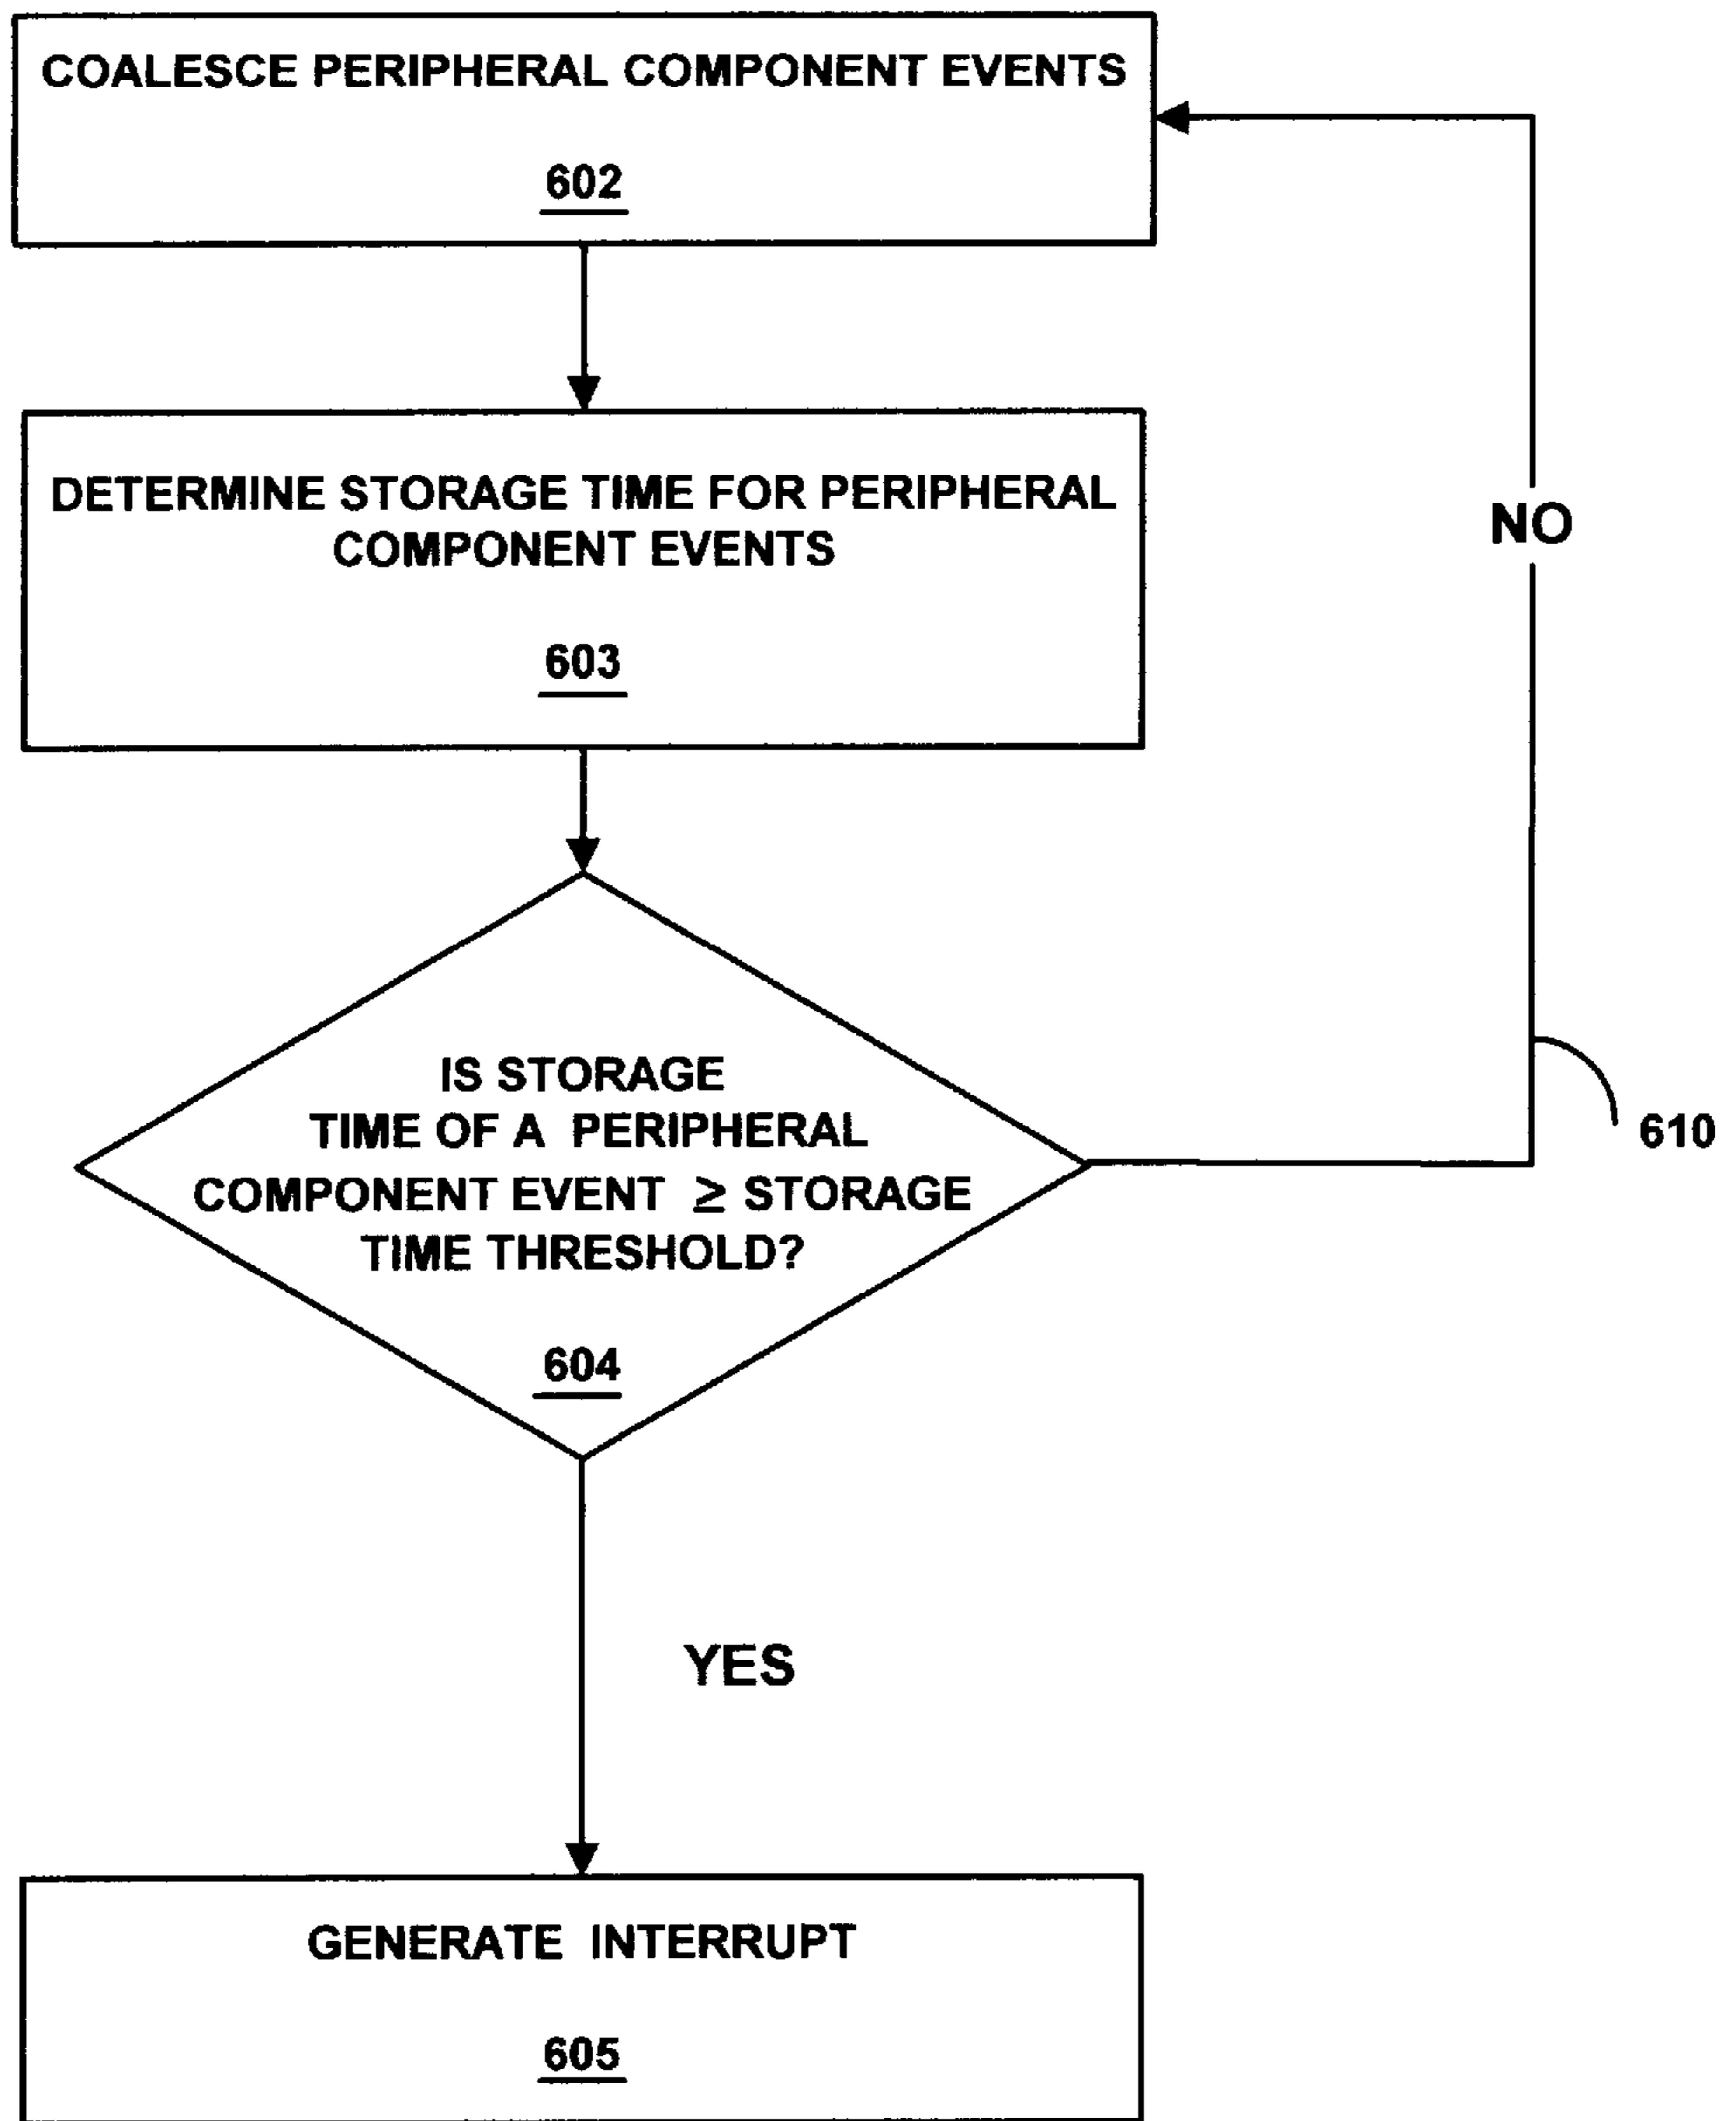 COALESCE PERIPHERAL COMPONENT EVENTS
602
DETERMINE STORAGE TIME FOR PERIPHERAL
COMPONENT EVENTS
603
NO
IS STORAGE
TIME OF A PERIPHERAL
COMPONENT EVENT ≥ STORAGE
TIME THRESHOLD?
604
610
YES
GENERATE INTERRUPT
605